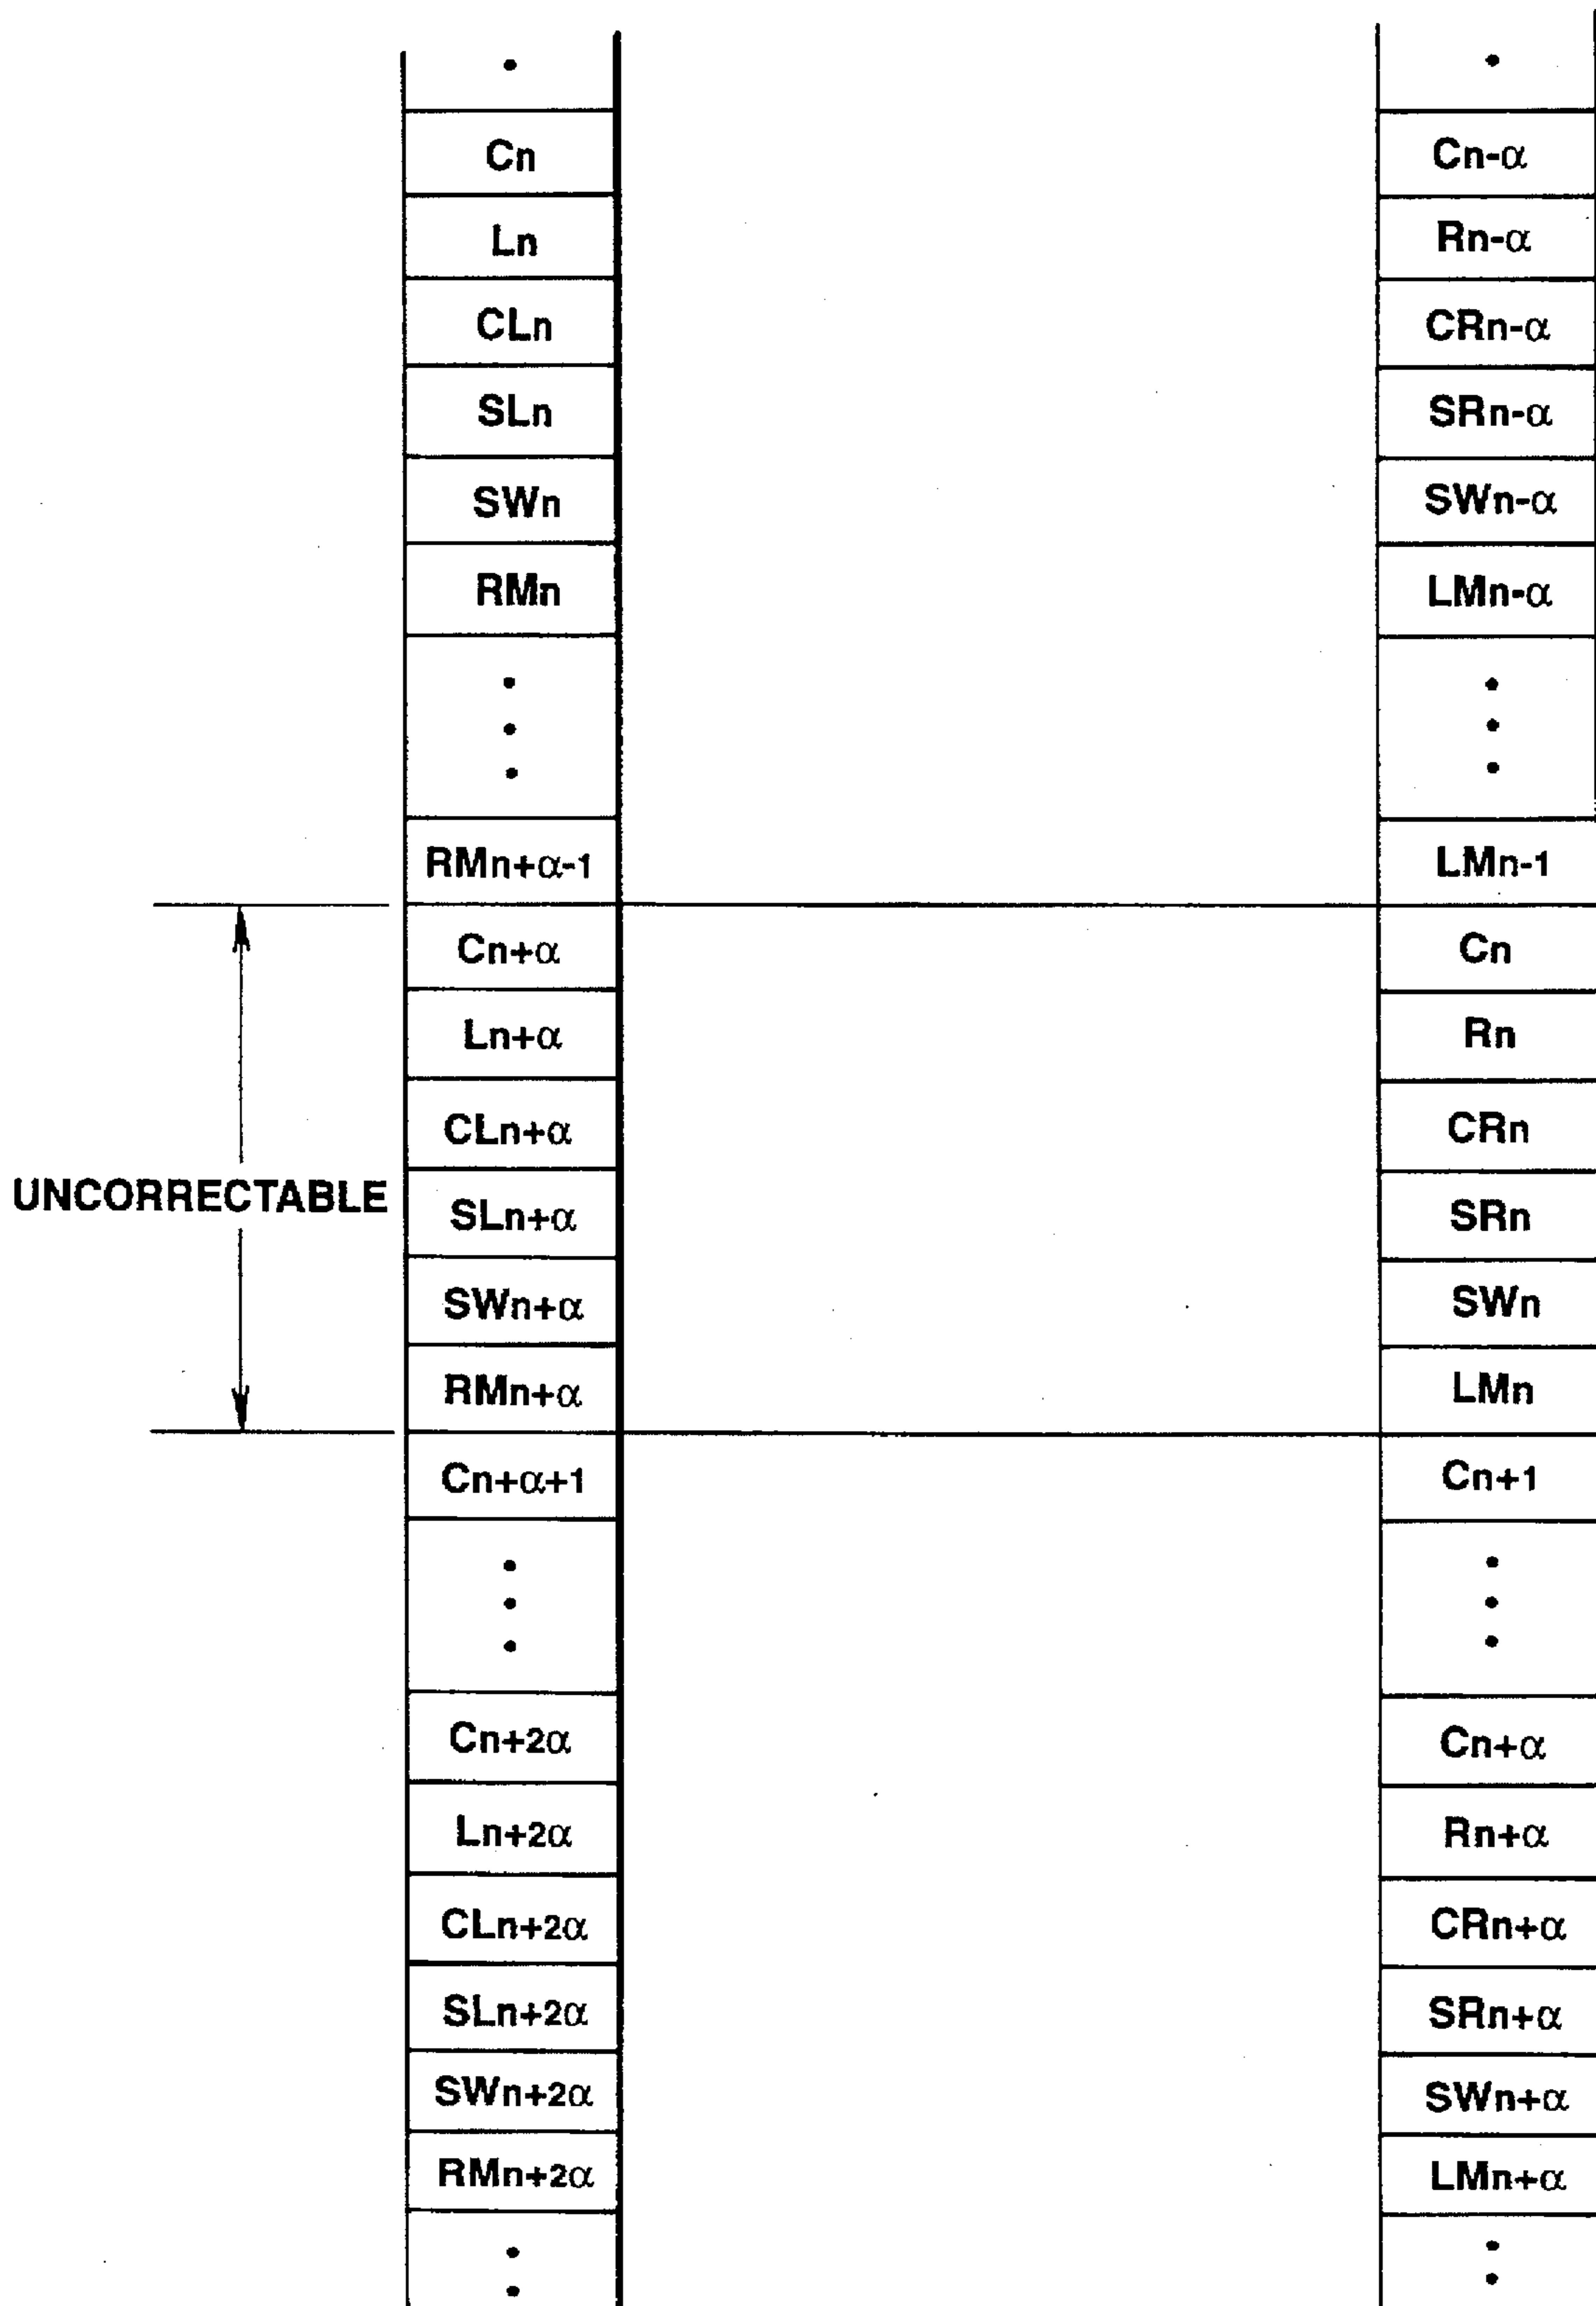 Cn
Ln
CLn
SLn
SWn
RMn
RMn+α-1
UNCORRECTABLE
Cn+α
Ln+α
CLn+α
SLn+α
SWn+α
RMn+α
Cn+α+1
Cn+2α
Ln+2α
CLn+2α
SLn+2α
SWn+2α
RMn+2α
Cn-α
Rn-α
CRn-α
SRn-α
SWn-α
LMn-α
LMn-1
Cn
Rn
CRn
SRn
SWn
LMn
Cn+1
Cn+α
Rn+α
CRn+α
SRn+α
SWn+α
LMn+α